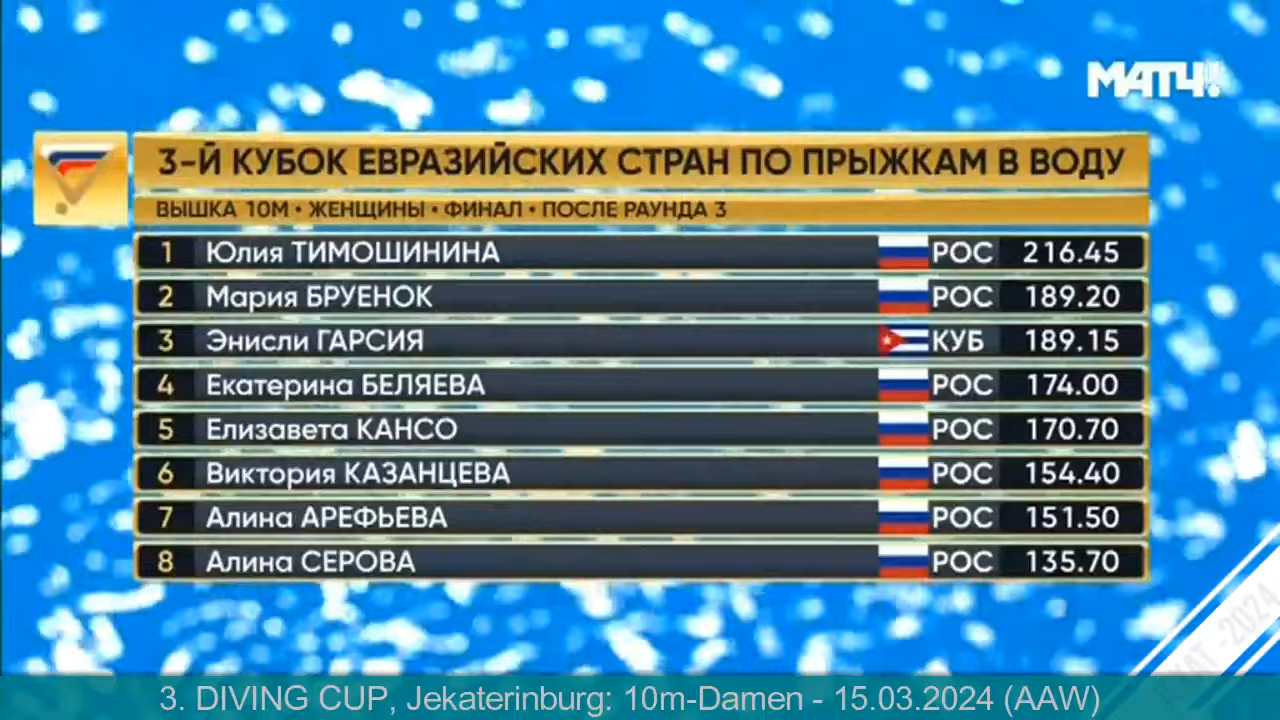 МАТЧ!
3-Й КУБОК ЕВРАЗИЙСКИХ СТРАН ПО ПРЫЖКАМ В ВОДУ
ВЫШКА 10М • ЖЕНЩИНЫ • ФИНАЛ • ПОСЛЕ РАУНДА 3
1 Юлия ТИМОШИНИНА РОС 216.45
2 Мария БРУЕНОК РОС 189.20
3 Энисли ГАРСИЯ КУБ 189.15
4 Екатерина БЕЛЯЕВА РОС 174.00
5 Елизавета КАНСО РОС 170.70
6 Виктория КАЗАНЦЕВА РОС 154.40
7 Алина АРЕФЬЕВА РОС 151.50
8 Алина СЕРОВА РОС 135.70
3. DIVING CUP, Jekaterinburg: 10m-Damen - 15.03.2024 (AAW)